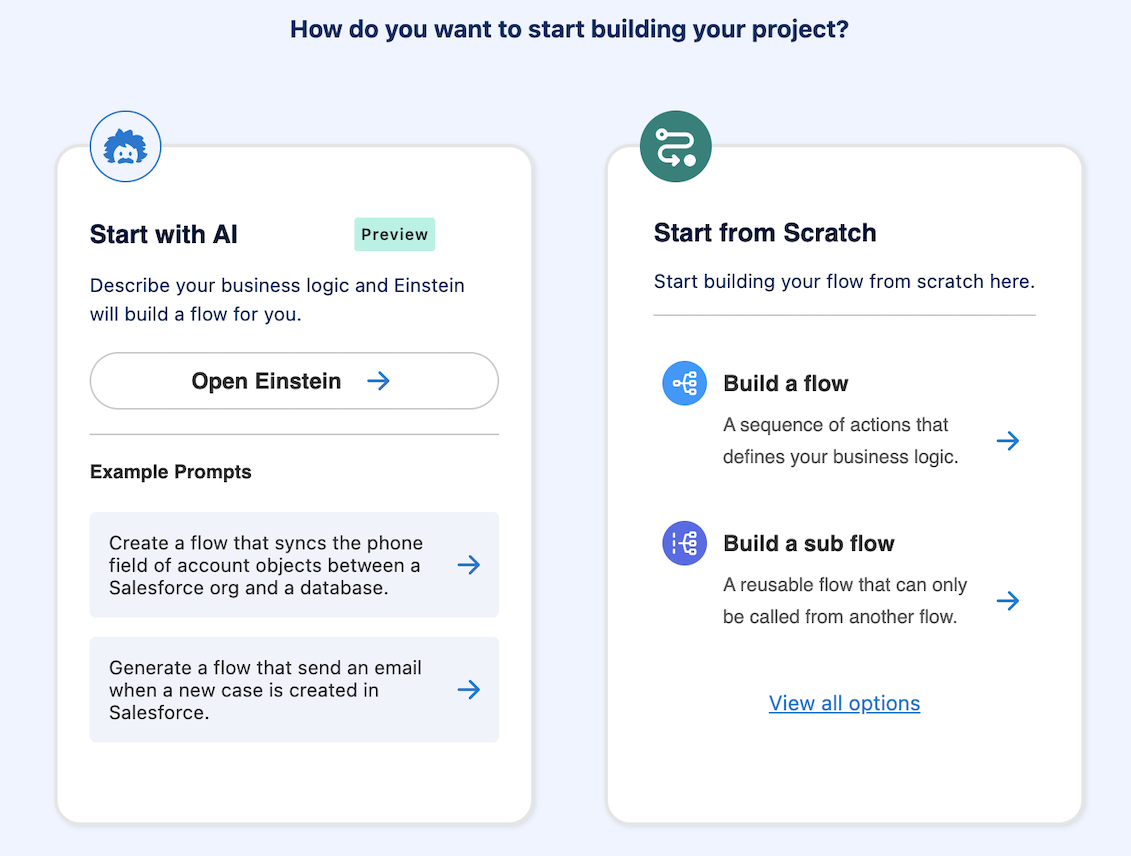 How do you want to start building your project?
Start with AI
Preview
Describe your business logic and Einstein
will build a flow for you.
Open Einstein
Example Prompts
Create a flow that syncs the phone
field of account objects between a
Salesforce org and a database.
Generate a flow that send an email
when a new case is created in
Salesforce.
Start from Scratch
Start building your flow from scratch here.
Build a flow
A sequence of actions that
defines your business logic.
Build a sub flow
A reusable flow that can only
be called from another flow.
View all options